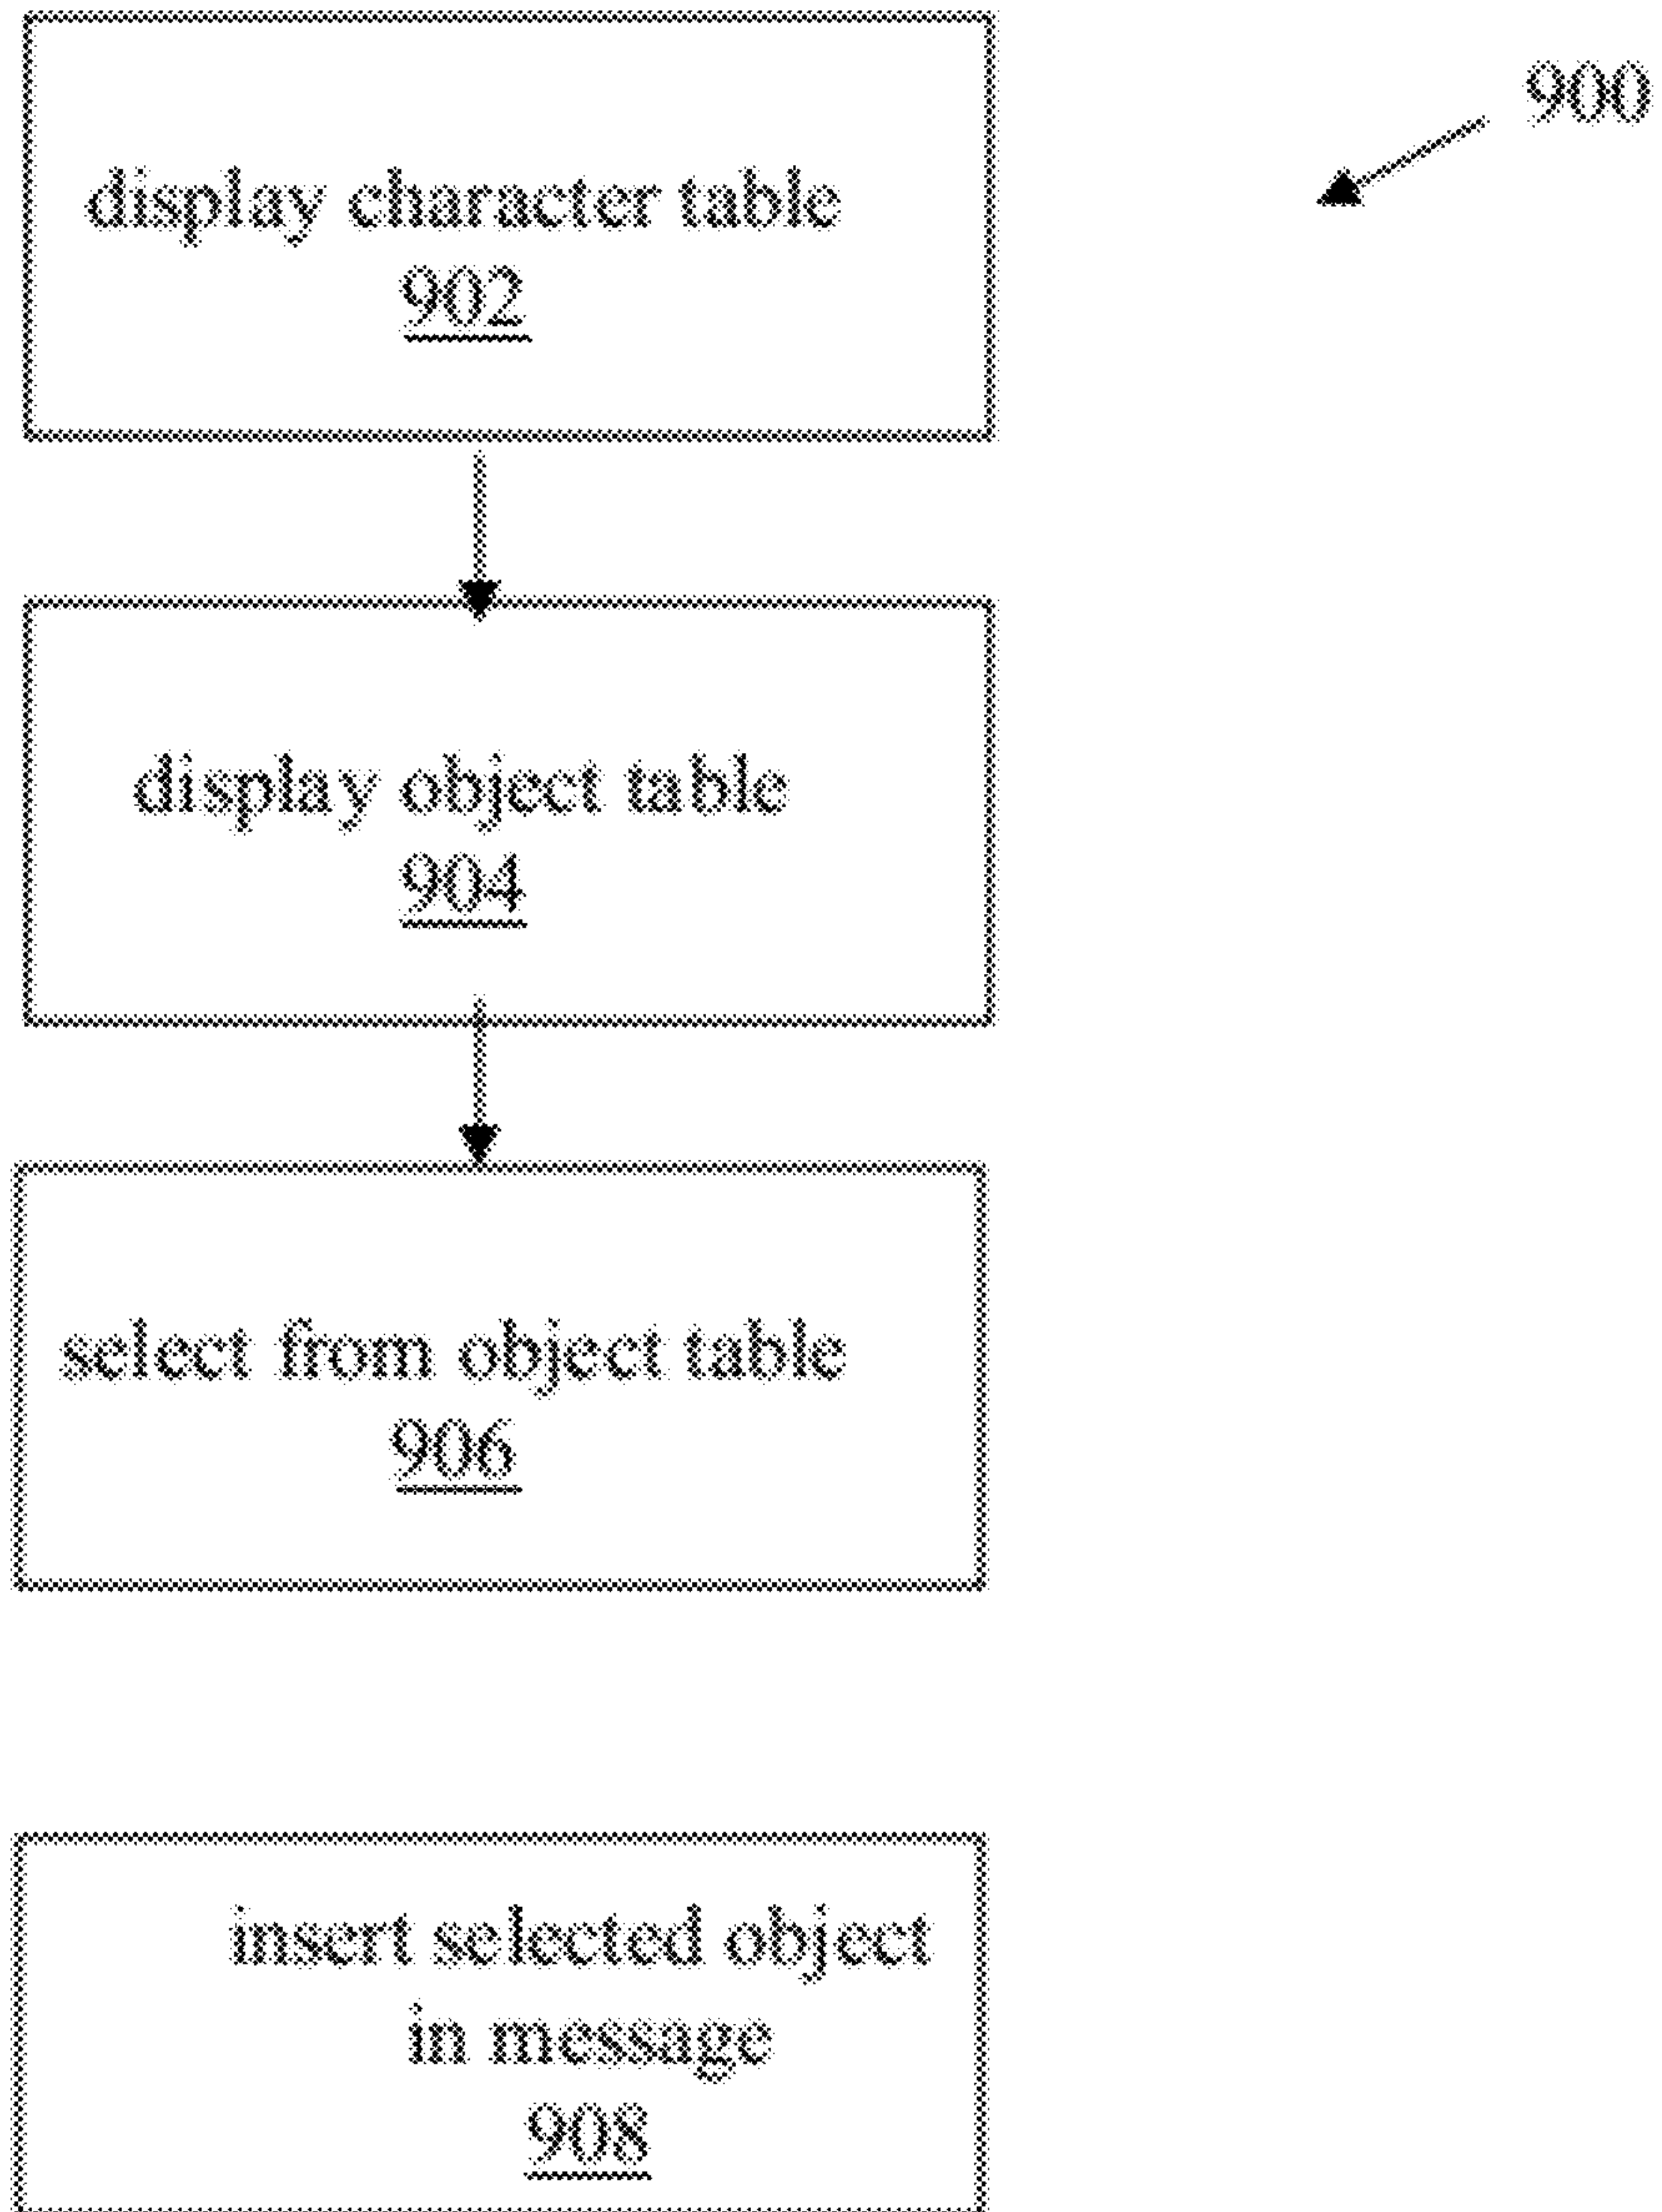 900
display character table
902
display object table
904
select from object table
906
insert selected object
in message
908